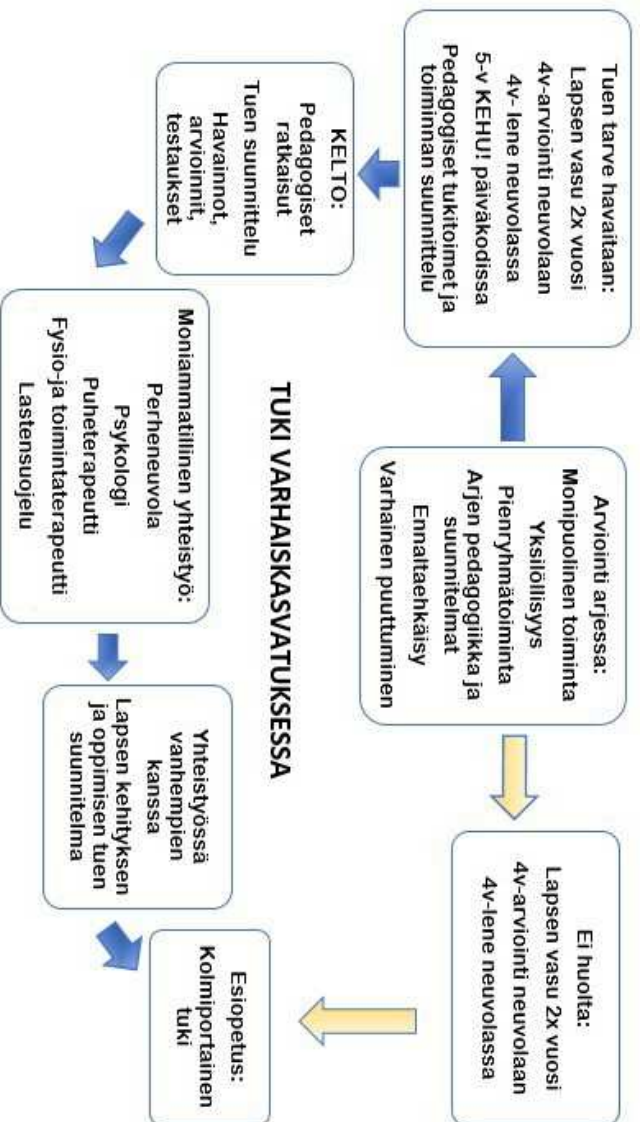 Tuen tarve havaitaan:
Lapsen vasu 2x vuosi
4v-arviointi neuvolaan
4v- lene neuvolassa
5-v KEHU! päiväkodissa
Pedagogiset tukitoimet ja
toiminnan suunnittelu
Arviointi arjessa:
Monipuolinen toiminta
Yksilöllisyys
Pienryhmätoiminta
Arjen pedagogiikka ja
suunnitelmat
Ennaltaehkäisy
Varhainen puuttuminen
Ei huolta:
Lapsen vasu 2x vuosi
4v-arviointi neuvolaan
4v-lene neuvolassa
TUKI VARHAISKASVATUKSESSA
KELTO:
Pedagogiset
ratkaisut
Tuen suunnittelu
Havainnot,
arvioinnit,
testaukset
Moniammatillinen yhteistyö:
Perheneuvola
Psykologi
Puheterapeutti
Fysio-ja toimintaterapeutti
Lastensuojelu
Yhteistyössä
vanhempien
kanssa
Lapsen kehityksen
ja oppimisen tuen
suunnitelma
Esiopetus:
Kolmiportainen
tuki